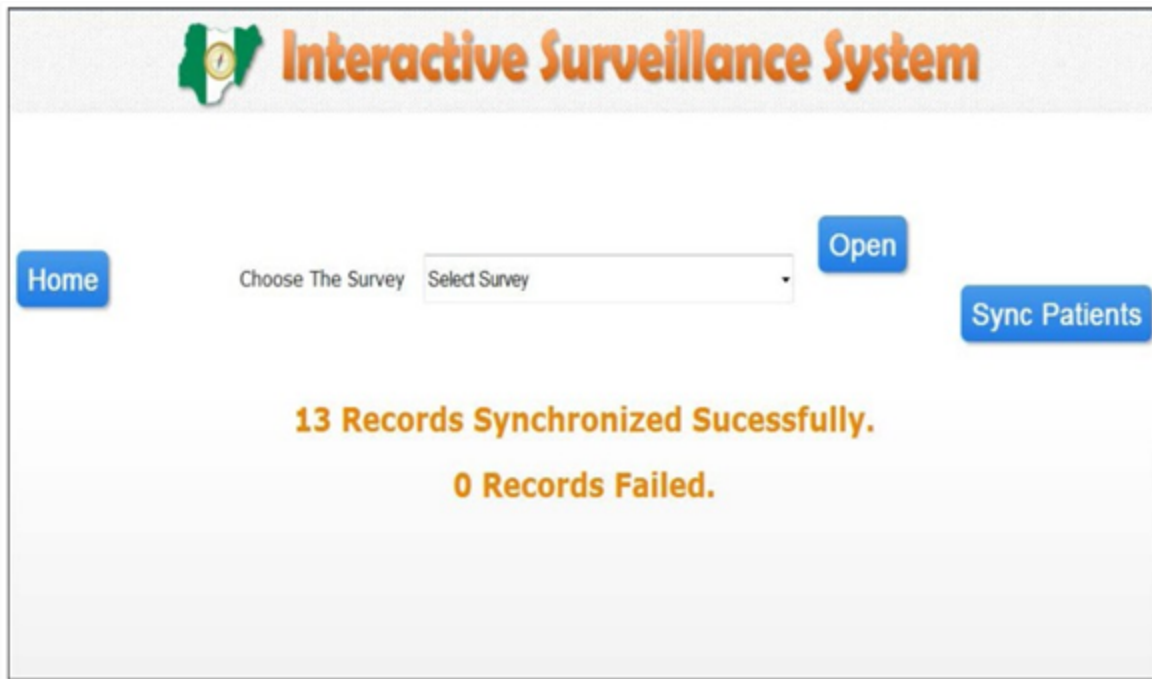 Interactive Surveillance System
Open
Home
Choose The Survey Select Survey
Sync Patients
13 Records Synchronized Sucessfully.
0 Records Failed.